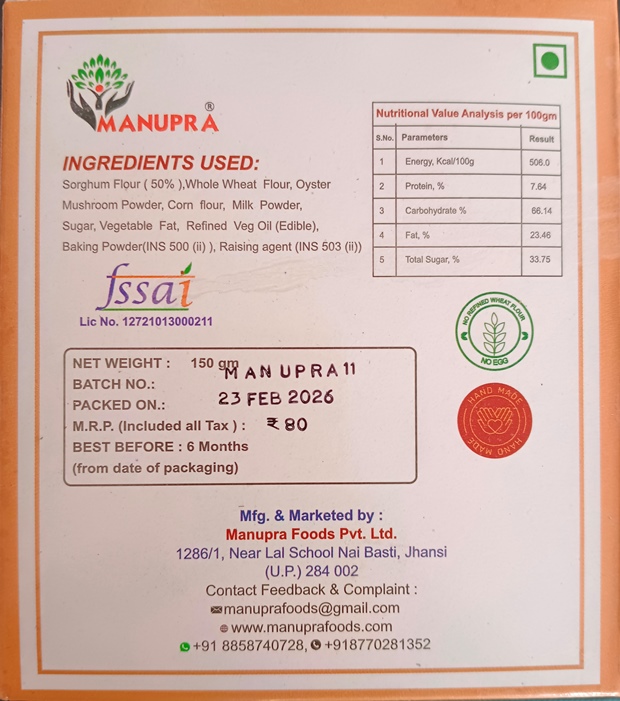 MANUPRA®
INGREDIENTS USED:
Sorghum Flour ( 50% ),Whole Wheat Flour, Oyster
Mushroom Powder, Corn flour, Milk Powder,
Sugar, Vegetable Fat, Refined Veg Oil (Edible),
Baking Powder(INS 500 (ii) ), Raising agent (INS 503 (ii))
fssai
Lic No. 12721013000211
Nutritional Value Analysis per 100gm
S.No. Parameters Result
1 Energy, Kcal/100g 506.0
2 Protein, % 7.64
3 Carbohydrate % 66.14
4 Fat, % 23.46
5 Total Sugar, % 33.75
NO REFINED WHEAT FLOUR
NO EGG
HAND MADE
HAND MADE
NET WEIGHT : 150 gm
BATCH NO.: MANUPRA11
PACKED ON.: 23 FEB 2026
M.R.P. (Included all Tax ) : ₹80
BEST BEFORE : 6 Months
(from date of packaging)
Mfg. & Marketed by :
Manupra Foods Pvt. Ltd.
1286/1, Near Lal School Nai Basti, Jhansi
(U.P.) 284 002
Contact Feedback & Complaint :
manuprafoods@gmail.com
www.manuprafoods.com
+91 8858740728, +918770281352